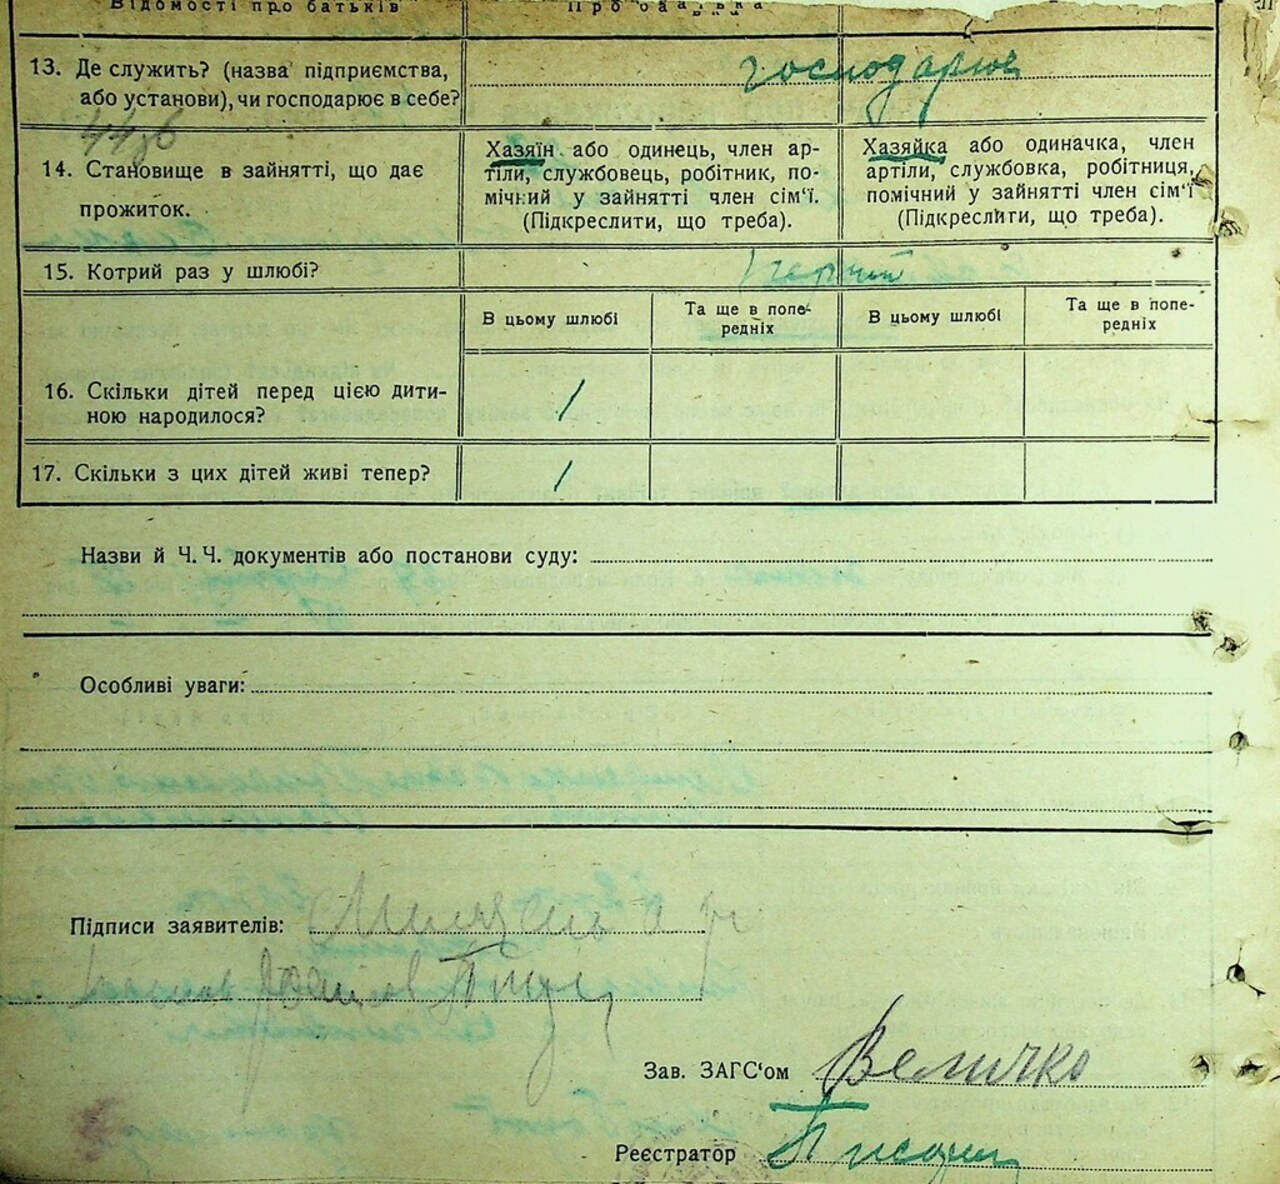 Відомості про батьків
13. Де служить? (назва підприємства, або установи), чи господарює в себе?
господарює
14. Становище в зайнятті, що дає прожиток.
Хазяїн або одинець, член артіли, службовець, робітник, помічний у зайнятті член сім‘ї. (Підкреслити, що треба).
Хазяйка або одиначка, член артіли, службовка, робітниця, помічний у зайнятті член сім‘ї (Підкреслити, що треба).
15. Котрий раз у шлюбі?
перший
В цьому шлюбі
Та ще в попередніх
В цьому шлюбі
Та ще в попередніх
16. Скільки дітей перед цією дитиною народилося?
1
17. Скільки з цих дітей живі тепер?
1
Назви й Ч. Ч. документів або постанови суду:
Особливі уваги:
Підписи заявителів:
Зав. ЗАГС‘ом Величко
Реєстратор